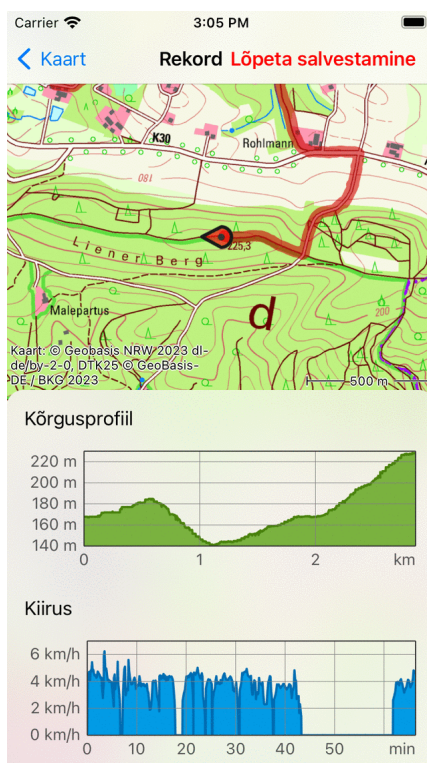 Carrier 3:05 PM
Kaart Rekord Lõpeta salvestamine
K30
Rohlmann
180
225,3
Liener Berg
Malepartus
d
200
Kaart: © Geobasis NRW 2023 dl-
de/by-2-0, DTK25 © GeoBasis-
DE / BKG 2023
500 m
Kõrgusprofiil
220 m
200 m
180 m
160 m
140 m
0 1 2 km
Kiirus
6 km/h
4 km/h
2 km/h
0 km/h
0 10 20 30 40 50 min